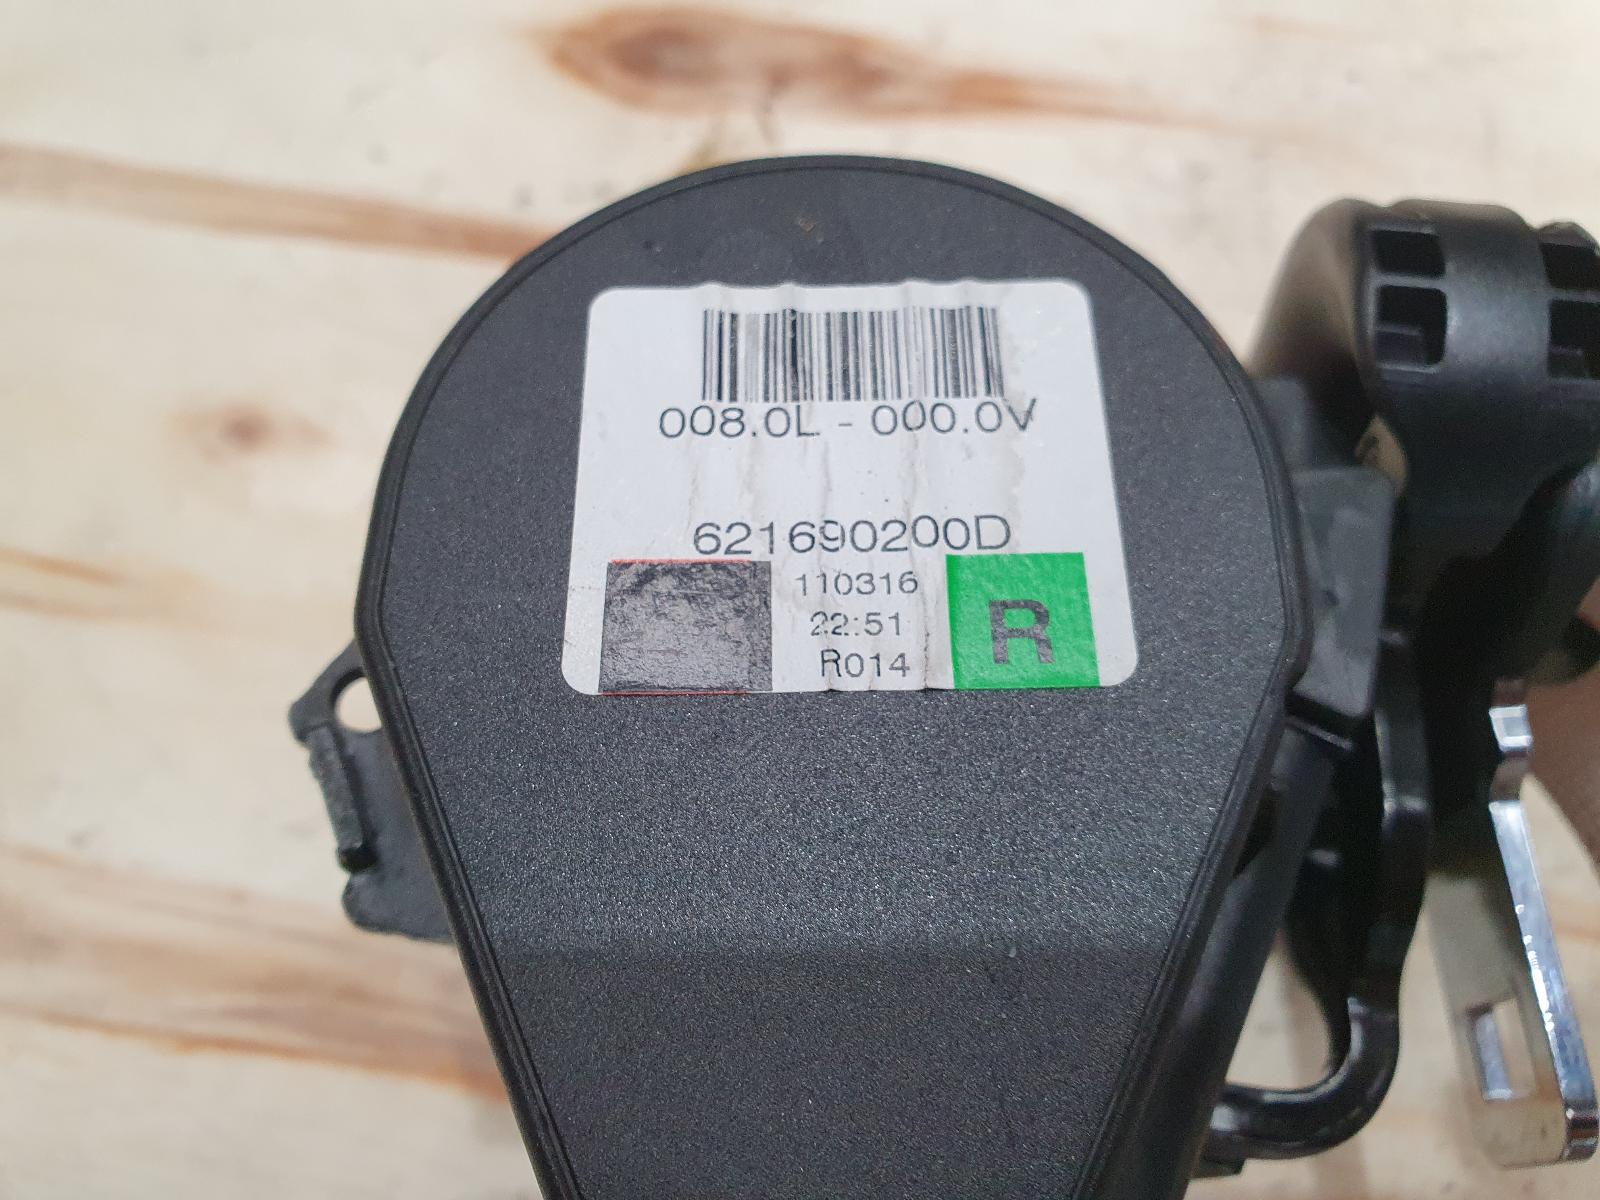 008.0L - 000.0V
621690200D
110316
22:51
R014
R